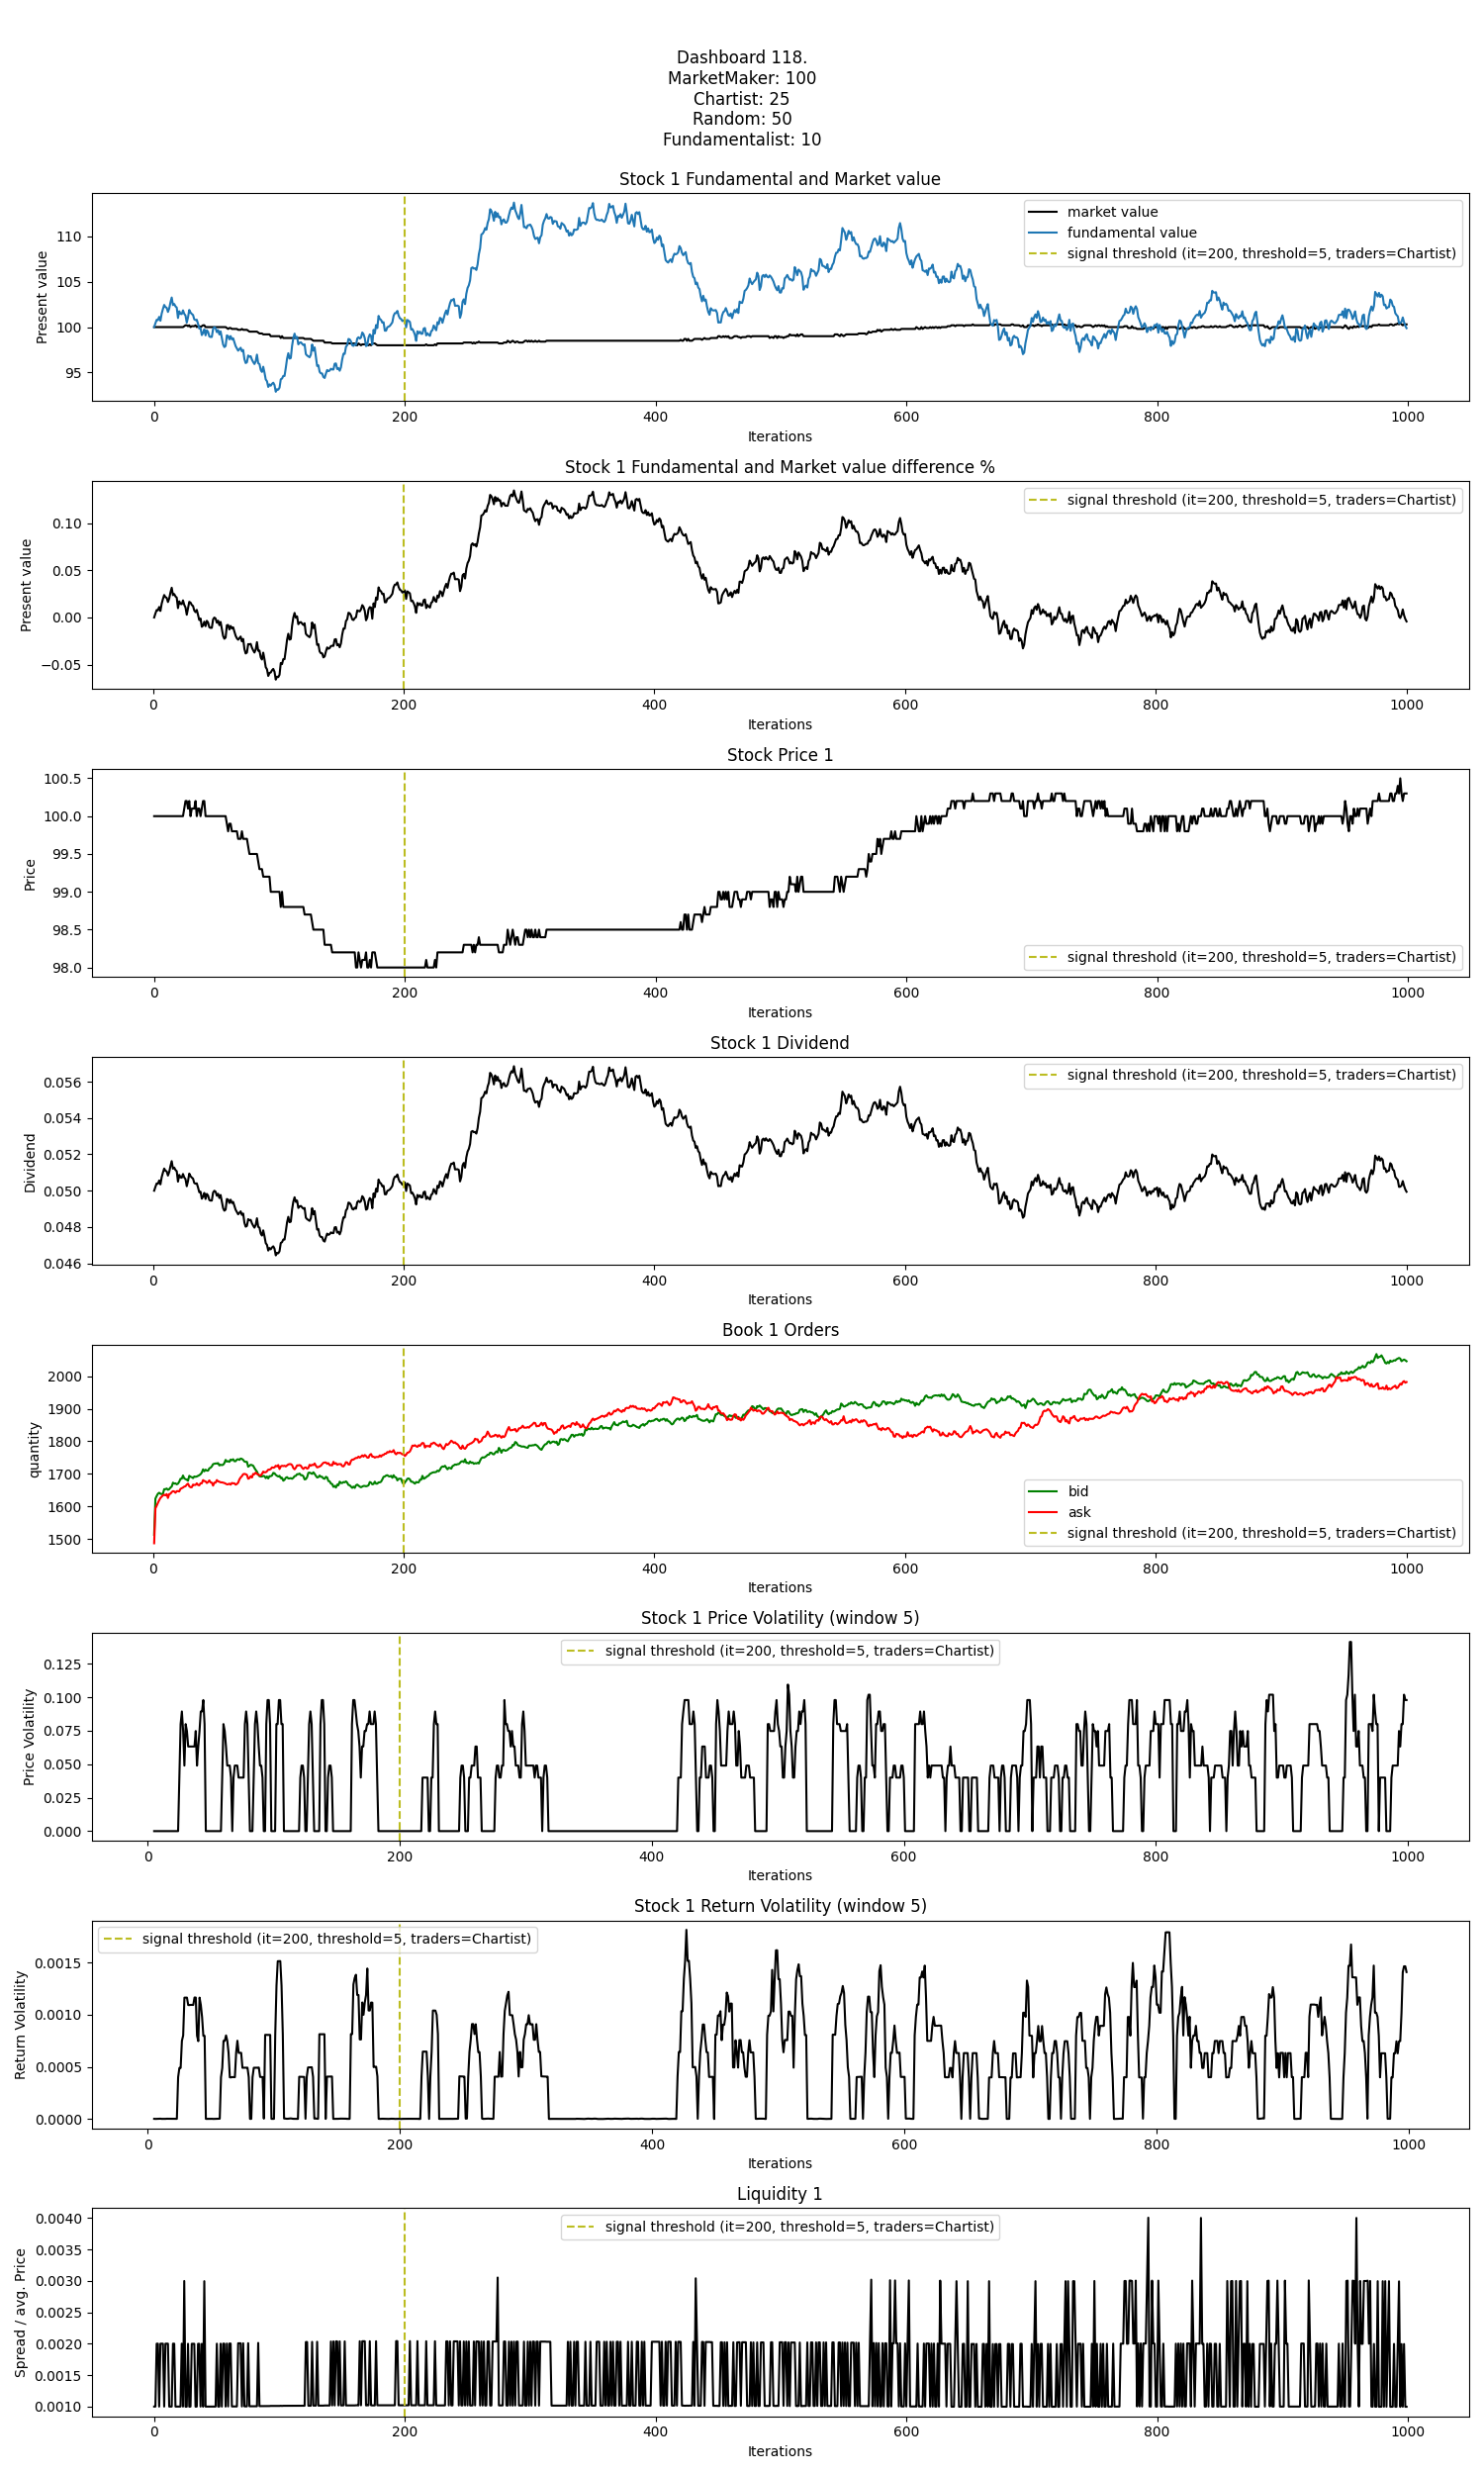 Dashboard 118.
MarketMaker: 100
Chartist: 25
Random: 50
Fundamentalist: 10
Stock 1 Fundamental and Market value
market value
fundamental value
signal threshold (it=200, threshold=5, traders=Chartist)
Present value
110
105
100
95
0 200 400 600 800 1000
Iterations
Stock 1 Fundamental and Market value difference %
signal threshold (it=200, threshold=5, traders=Chartist)
Present value
0.10
0.05
0.00
−0.05
0 200 400 600 800 1000
Iterations
Stock Price 1
Price
100.5
100.0
99.5
99.0
98.5
98.0
signal threshold (it=200, threshold=5, traders=Chartist)
0 200 400 600 800 1000
Iterations
Stock 1 Dividend
signal threshold (it=200, threshold=5, traders=Chartist)
Dividend
0.056
0.054
0.052
0.050
0.048
0.046
0 200 400 600 800 1000
Iterations
Book 1 Orders
quantity
2000
1900
1800
1700
1600
1500
bid
ask
signal threshold (it=200, threshold=5, traders=Chartist)
0 200 400 600 800 1000
Iterations
Stock 1 Price Volatility (window 5)
signal threshold (it=200, threshold=5, traders=Chartist)
Price Volatility
0.125
0.100
0.075
0.050
0.025
0.000
0 200 400 600 800 1000
Iterations
Stock 1 Return Volatility (window 5)
signal threshold (it=200, threshold=5, traders=Chartist)
Return Volatility
0.0015
0.0010
0.0005
0.0000
0 200 400 600 800 1000
Iterations
Liquidity 1
signal threshold (it=200, threshold=5, traders=Chartist)
Spread / avg. Price
0.0040
0.0035
0.0030
0.0025
0.0020
0.0015
0.0010
0 200 400 600 800 1000
Iterations